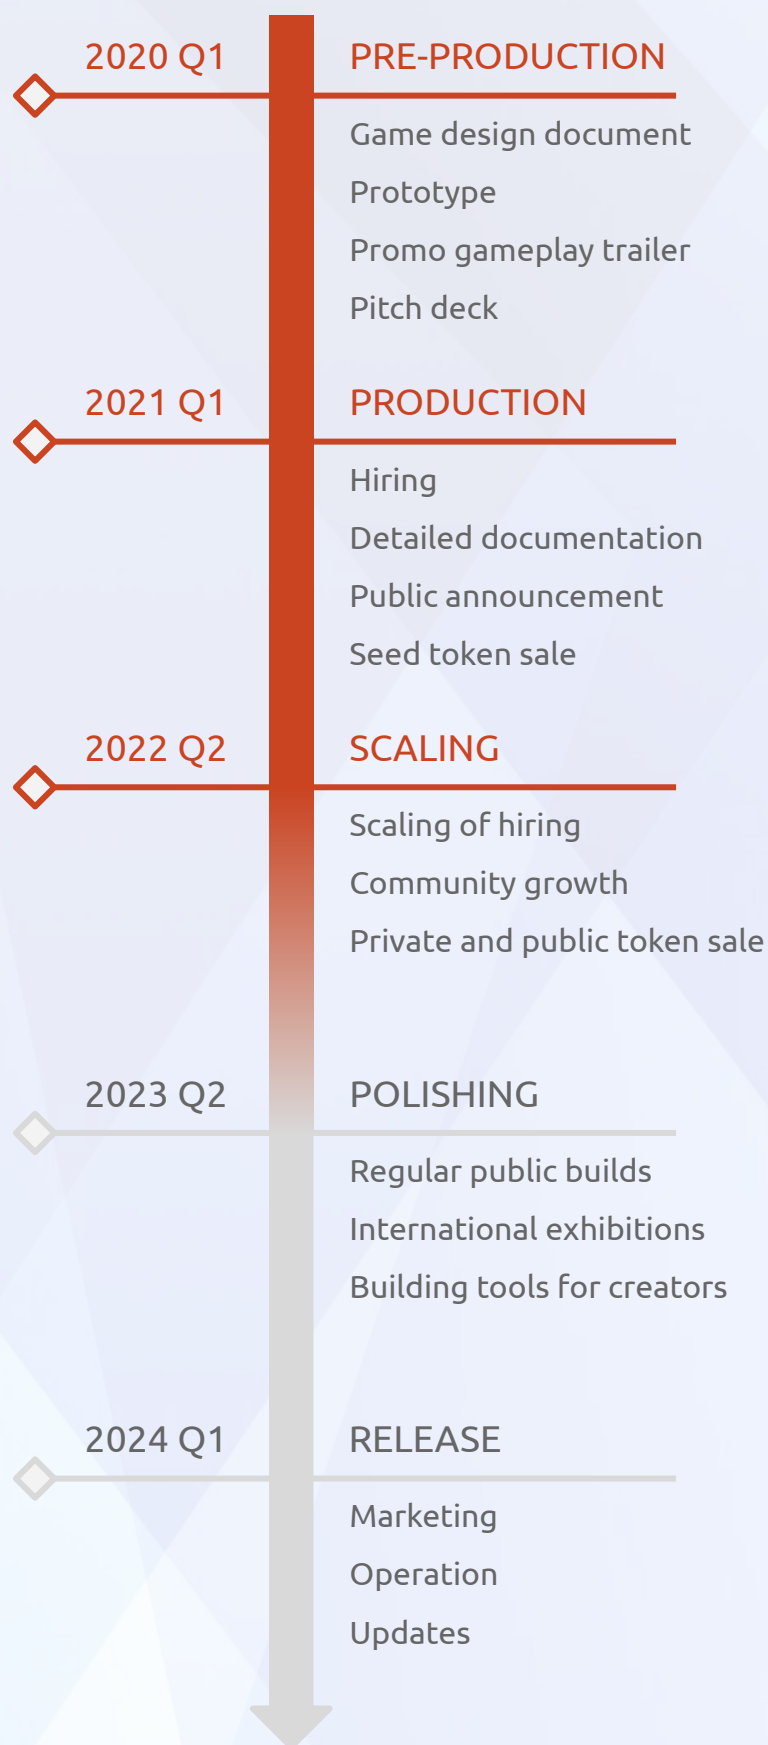 2020 Q1
PRE-PRODUCTION
Game design document
Prototype
Promo gameplay trailer
Pitch deck
2021 Q1
PRODUCTION
Hiring
Detailed documentation
Public announcement
Seed token sale
2022 Q2
SCALING
Scaling of hiring
Community growth
Private and public token sale
2023 Q2
POLISHING
Regular public builds
International exhibitions
Building tools for creators
2024 Q1
RELEASE
Marketing
Operation
Updates